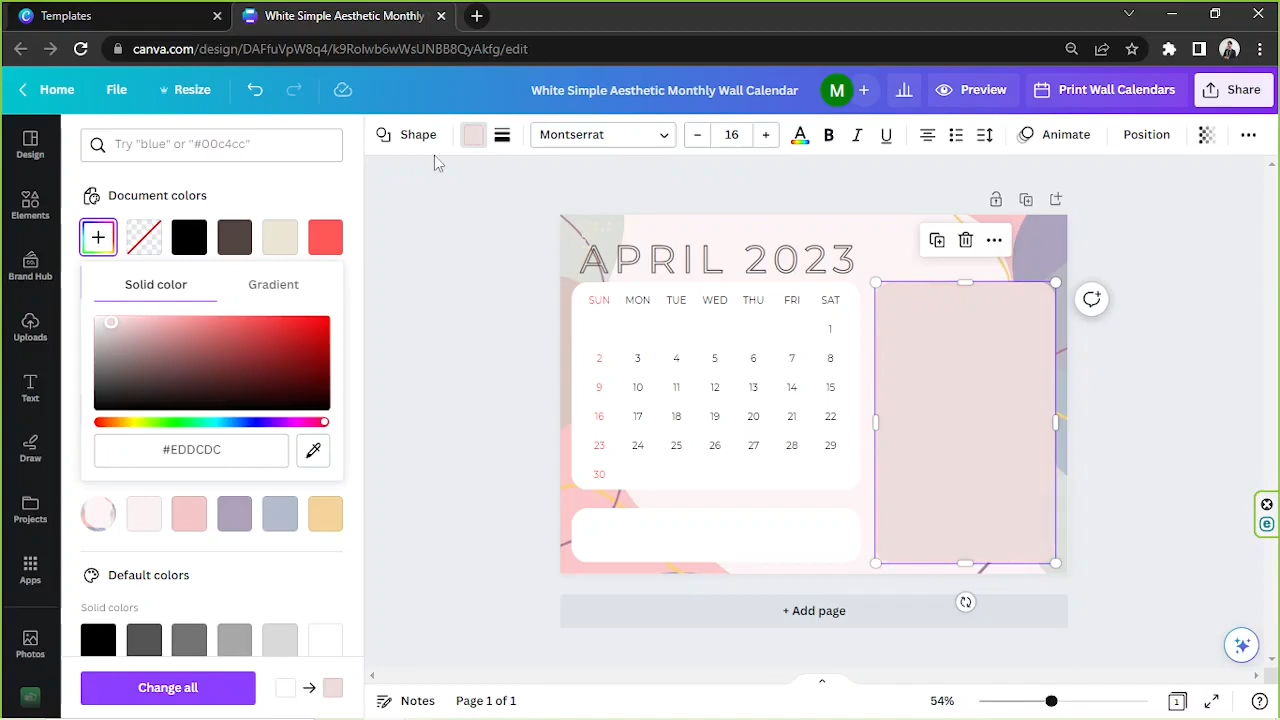 Templates
White Simple Aesthetic Monthly
canva.com/design/DAFfuVpW8q4/k9Rolwb6wWsUNBB8QyAkfg/edit
Home
File
Resize
White Simple Aesthetic Monthly Wall Calendar
M
Preview
Print Wall Calendars
Share
Design
Elements
Brand Hub
Uploads
Text
Draw
Projects
Apps
Photos
Try "blue" or "#00c4cc"
Document colors
Solid color
Gradient
#EDDCDC
Default colors
Solid colors
Change all
Shape
Montserrat
16
A
B
I
U
Animate
Position
APRIL 2023
SUN MON TUE WED THU FRI SAT
1
2 3 4 5 6 7 8
9 10 11 12 13 14 15
16 17 18 19 20 21 22
23 24 25 26 27 28 29
30
+ Add page
Notes
Page 1 of 1
54%
1